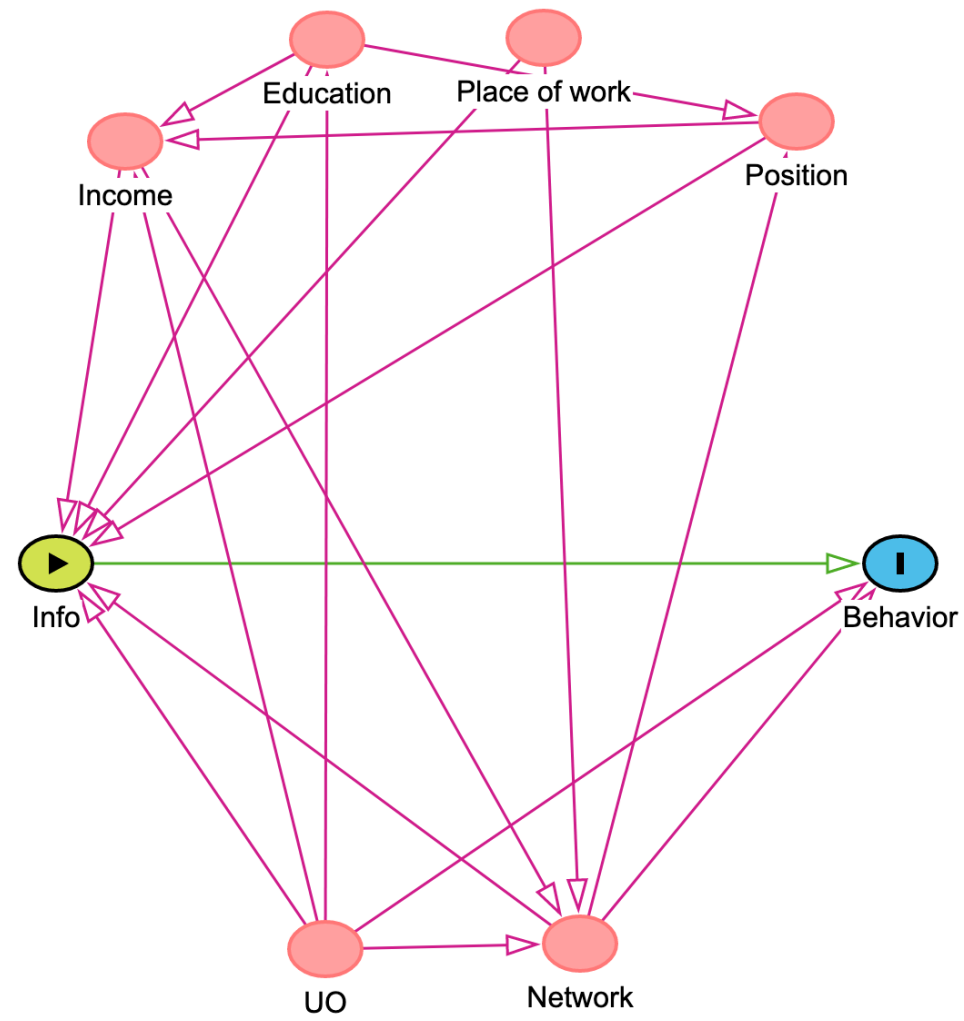 Education
Place of work
Position
Income
Info
Behavior
UO
Network